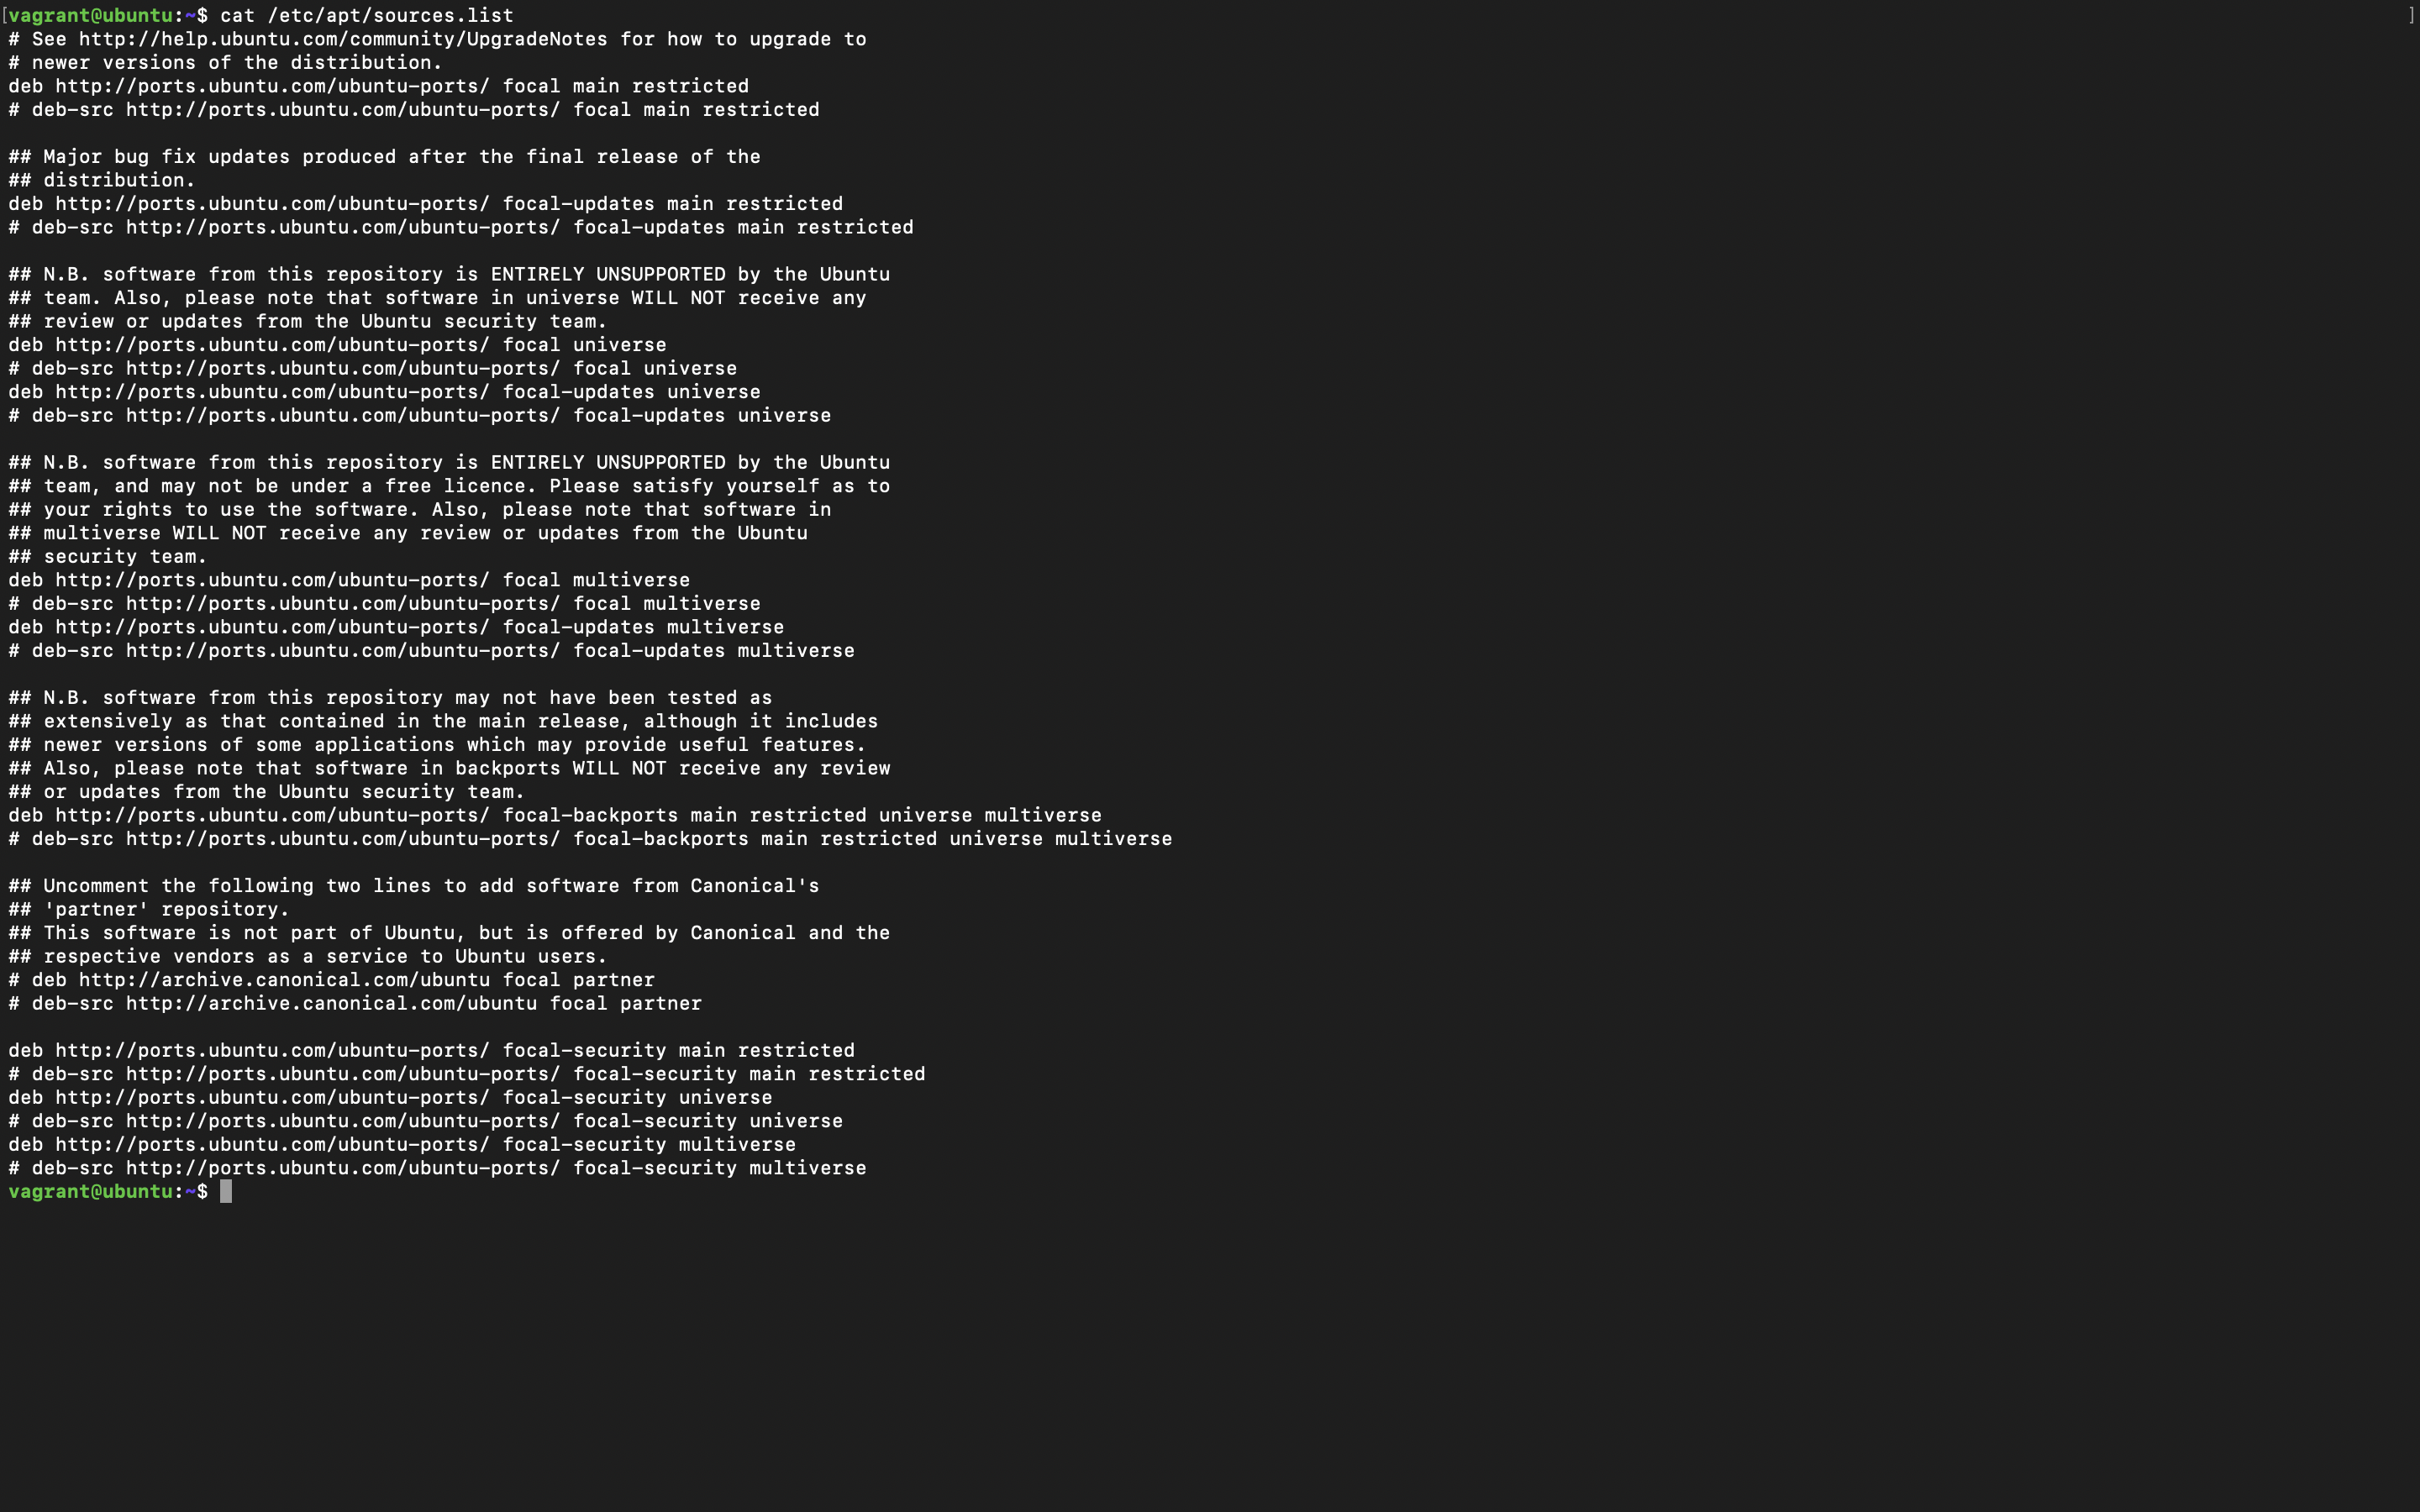 [vagrant@ubuntu:~$ cat /etc/apt/sources.list ]
# See http://help.ubuntu.com/community/UpgradeNotes for how to upgrade to
# newer versions of the distribution.
deb http://ports.ubuntu.com/ubuntu-ports/ focal main restricted
# deb-src http://ports.ubuntu.com/ubuntu-ports/ focal main restricted

## Major bug fix updates produced after the final release of the
## distribution.
deb http://ports.ubuntu.com/ubuntu-ports/ focal-updates main restricted
# deb-src http://ports.ubuntu.com/ubuntu-ports/ focal-updates main restricted

## N.B. software from this repository is ENTIRELY UNSUPPORTED by the Ubuntu
## team. Also, please note that software in universe WILL NOT receive any
## review or updates from the Ubuntu security team.
deb http://ports.ubuntu.com/ubuntu-ports/ focal universe
# deb-src http://ports.ubuntu.com/ubuntu-ports/ focal universe
deb http://ports.ubuntu.com/ubuntu-ports/ focal-updates universe
# deb-src http://ports.ubuntu.com/ubuntu-ports/ focal-updates universe

## N.B. software from this repository is ENTIRELY UNSUPPORTED by the Ubuntu
## team, and may not be under a free licence. Please satisfy yourself as to
## your rights to use the software. Also, please note that software in
## multiverse WILL NOT receive any review or updates from the Ubuntu
## security team.
deb http://ports.ubuntu.com/ubuntu-ports/ focal multiverse
# deb-src http://ports.ubuntu.com/ubuntu-ports/ focal multiverse
deb http://ports.ubuntu.com/ubuntu-ports/ focal-updates multiverse
# deb-src http://ports.ubuntu.com/ubuntu-ports/ focal-updates multiverse

## N.B. software from this repository may not have been tested as
## extensively as that contained in the main release, although it includes
## newer versions of some applications which may provide useful features.
## Also, please note that software in backports WILL NOT receive any review
## or updates from the Ubuntu security team.
deb http://ports.ubuntu.com/ubuntu-ports/ focal-backports main restricted universe multiverse
# deb-src http://ports.ubuntu.com/ubuntu-ports/ focal-backports main restricted universe multiverse

## Uncomment the following two lines to add software from Canonical's
## 'partner' repository.
## This software is not part of Ubuntu, but is offered by Canonical and the
## respective vendors as a service to Ubuntu users.
# deb http://archive.canonical.com/ubuntu focal partner
# deb-src http://archive.canonical.com/ubuntu focal partner

deb http://ports.ubuntu.com/ubuntu-ports/ focal-security main restricted
# deb-src http://ports.ubuntu.com/ubuntu-ports/ focal-security main restricted
deb http://ports.ubuntu.com/ubuntu-ports/ focal-security universe
# deb-src http://ports.ubuntu.com/ubuntu-ports/ focal-security universe
deb http://ports.ubuntu.com/ubuntu-ports/ focal-security multiverse
# deb-src http://ports.ubuntu.com/ubuntu-ports/ focal-security multiverse
vagrant@ubuntu:~$